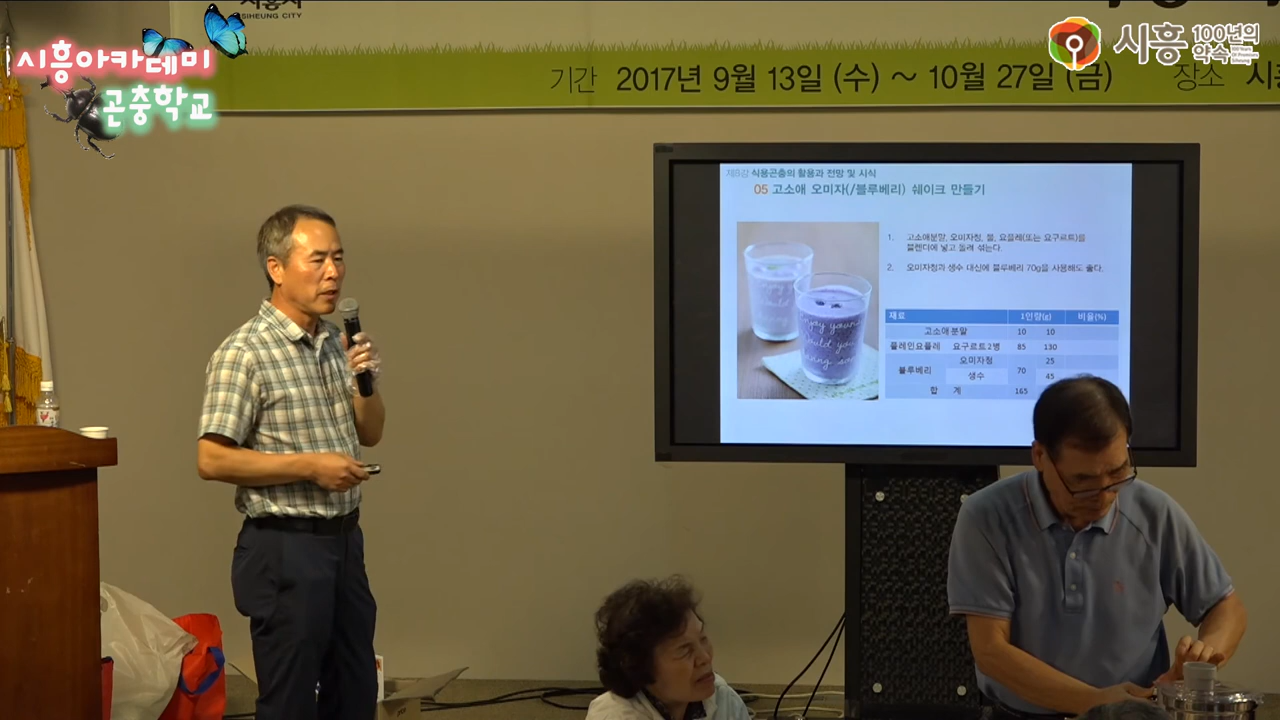 SIHEUNG CITY
시흥아카데미
곤충학교
시흥 100년의 약속
기간 2017년 9월 13일 (수) ~ 10월 27일 (금) 장소
제8강 식용곤충의 활용과 전망 및 시식
05 고소애 오미자(/블루베리) 쉐이크 만들기
1. 고소애분말, 오미자청, 물, 요플레(또는 요구르트)를
블렌더에 넣고 돌려 섞는다.
2. 오미자청과 생수 대신에 블루베리 70g을 사용해도 좋다.
재료 1인량(g) 비율(%)
고소애 분말 10 10
플레인요플레 요구르트2병 85 130
오미자청 25
블루베리 70
생수 45
합 계 165